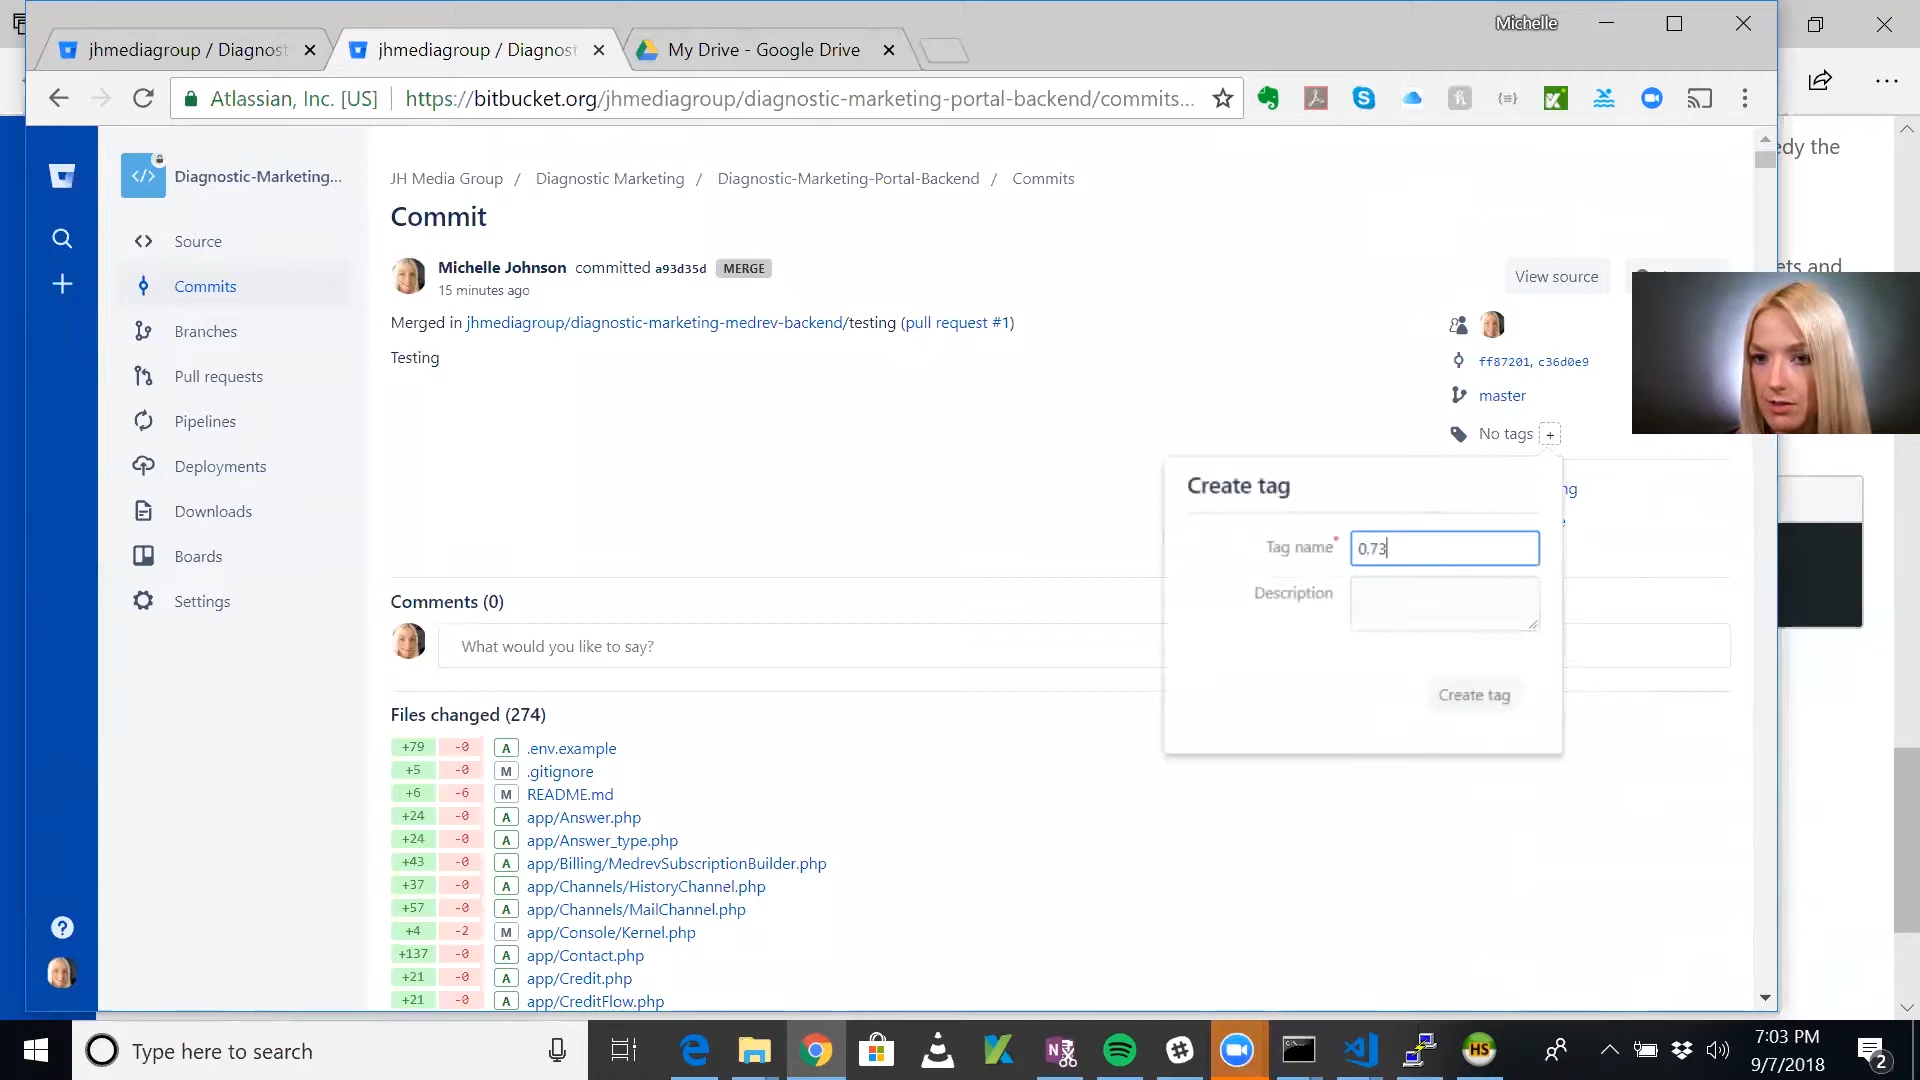 Michelle
jhmediagroup / Diagnost
jhmediagroup / Diagnost
My Drive - Google Drive
Atlassian, Inc. [US]
https://bitbucket.org/jhmediagroup/diagnostic-marketing-portal-backend/commits...
edy the
ets and
Diagnostic-Marketing...
Source
Commits
Branches
Pull requests
Pipelines
Deployments
Downloads
Boards
Settings
JH Media Group / Diagnostic Marketing / Diagnostic-Marketing-Portal-Backend / Commits
Commit
Michelle Johnson committed a93d35d MERGE
15 minutes ago
View source
Merged in jhmediagroup/diagnostic-marketing-medrev-backend/testing (pull request #1)
Testing
ff87201, c36d0e9
master
No tags +
ng
Create tag
Tag name*
0.73
Description
Create tag
Comments (0)
What would you like to say?
Files changed (274)
+79 -0 A .env.example
+5 -0 M .gitignore
+6 -6 M README.md
+24 -0 A app/Answer.php
+24 -0 A app/Answer_type.php
+43 -0 A app/Billing/MedrevSubscriptionBuilder.php
+37 -0 A app/Channels/HistoryChannel.php
+57 -0 A app/Channels/MailChannel.php
+4 -2 M app/Console/Kernel.php
+137 -0 A app/Contact.php
+21 -0 A app/Credit.php
+21 -0 A app/CreditFlow.php
Type here to search
HS
7:03 PM
9/7/2018
2